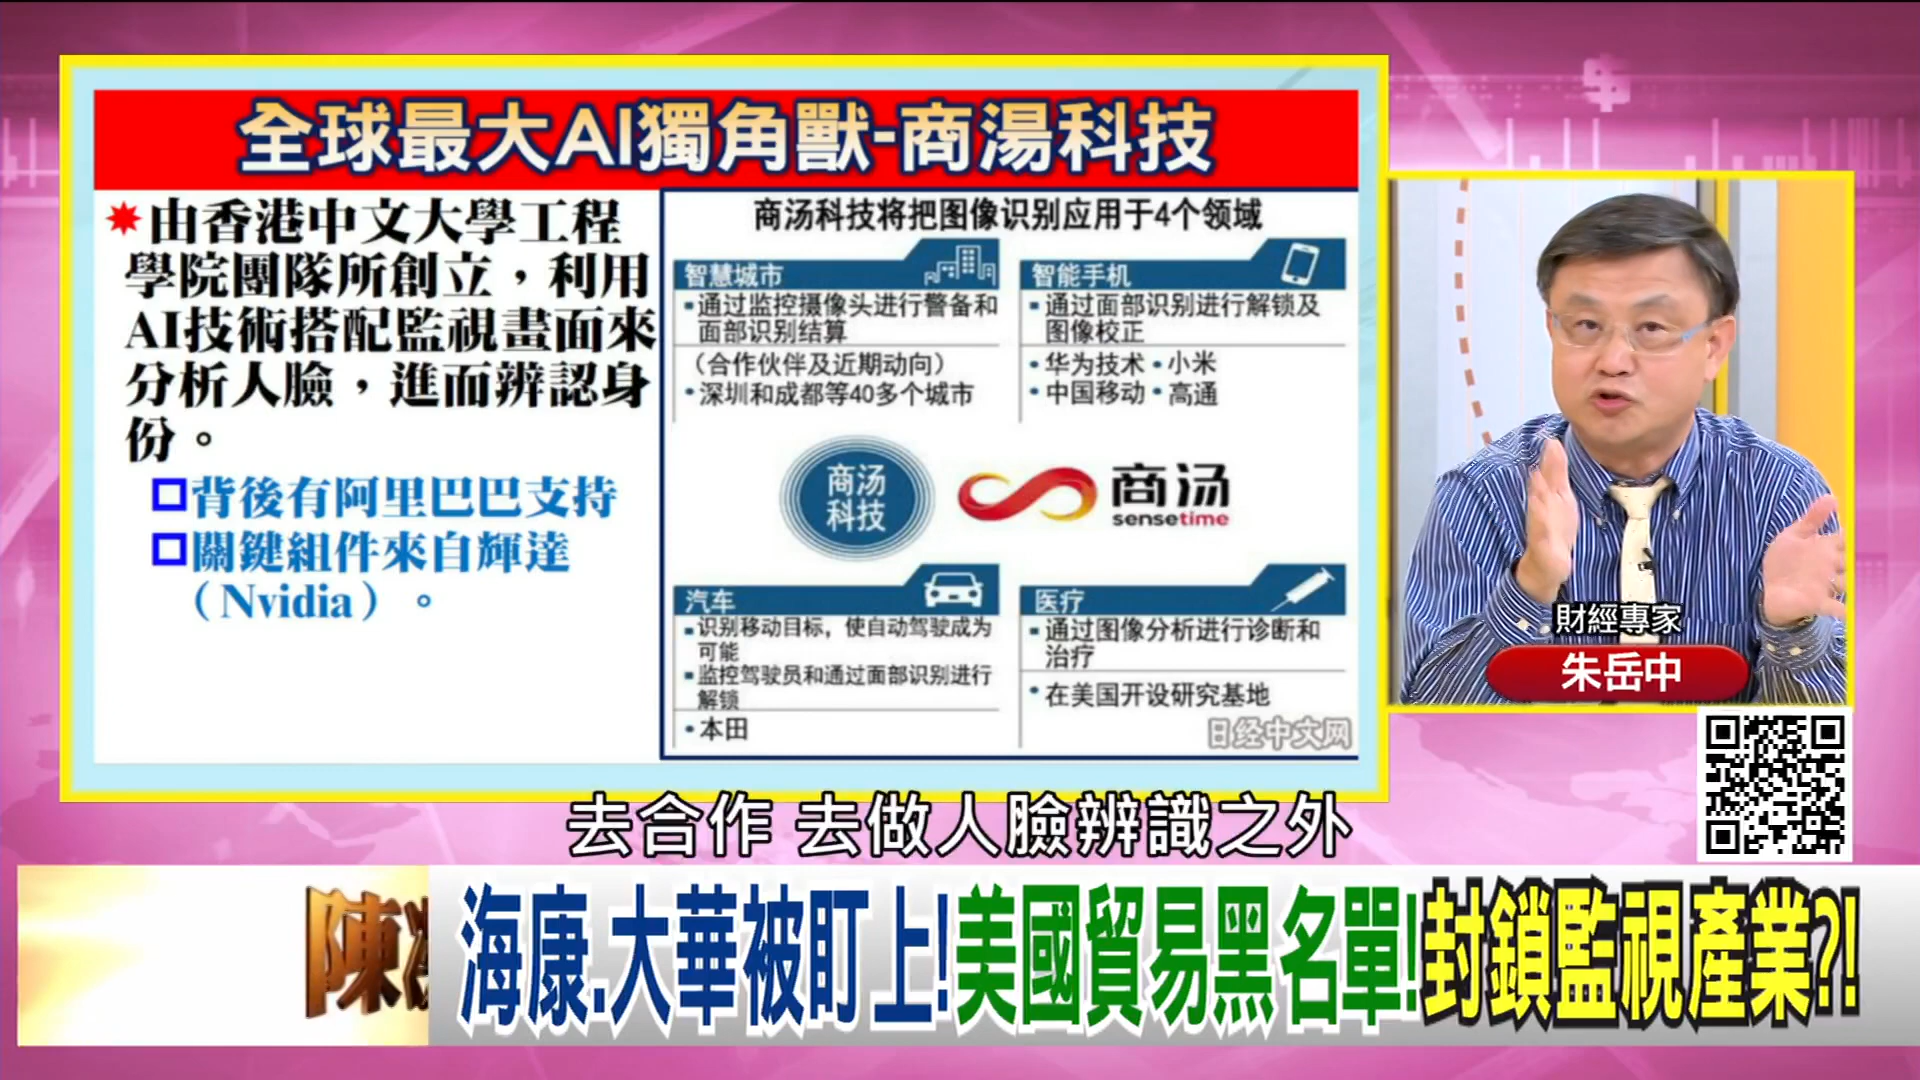 全球最大AI獨角獸-商湯科技
由香港中文大學工程
學院團隊所創立，利用
AI技術搭配監視畫面來
分析人臉，進而辨認身
份。
背後有阿里巴巴支持
關鍵組件來自輝達
（Nvidia）。
商汤科技将把图像识别应用于4个领域
智慧城市
▪通过监控摄像头进行警备和
面部识别结算
（合作伙伴及近期动向）
•深圳和成都等40多个城市
智能手机
▪通过面部识别进行解锁及
图像校正
•华为技术•小米
•中国移动•高通
商汤
科技
商汤
sensetime
汽车
▪识别移动目标，使自动驾驶成为
可能
▪监控驾驶员和通过面部识别进行
解锁
•本田
医疗
▪通过图像分析进行诊断和
治疗
•在美国开设研究基地
日经中文网
財經專家
朱岳中
去合作 去做人臉辨識之外
陳
海康.大華被盯上!美國貿易黑名單!封鎖監視產業?!